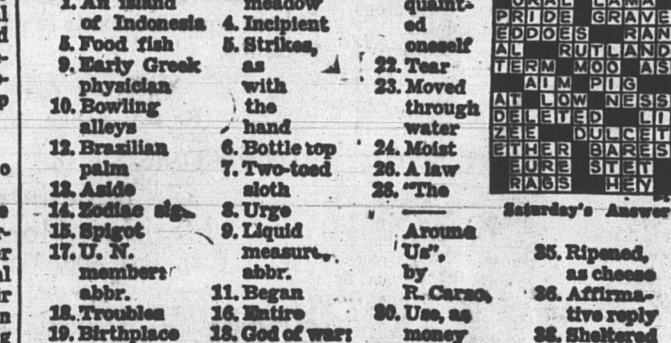 1. An island
of Indonesia
5. Food fish
9. Early Greek
physician
10. Bowling
alleys
12. Brazilian
palm
13. Aside
14. Zodiac sig
15. Spigot
17. U. N.
member:
abbr.
18. Troubles
19. Birthplace
meadow
4. Incipient
5. Strikes,
as
with
the
hand
6. Bottle top
7. Two-toed
sloth
8. Urge
9. Liquid
measure,
abbr.
11. Began
16. Entire
18. God of war:
quaint-
ed
oneself
22. Tear
23. Moved
through
water
24. Moist
26. A law
28. "The
Around
Us",
by
R. Carson
30. Use, as
money
ORAL LAMA
PRIDE GRAVE
EDDOES RAN
AL RUTLAND
TERM MOO AS
AIM PIG
AT LOW NESS
DELETED LI
ZEE DULCET
ETHER BARES
EURE STET
RAGS HEY
Saturday's Answer
35. Ripened,
as cheese
36. Affirma-
tive reply
38. Sheltered